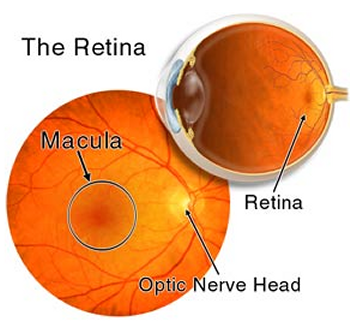 The Retina
Macula
Retina
Optic Nerve Head